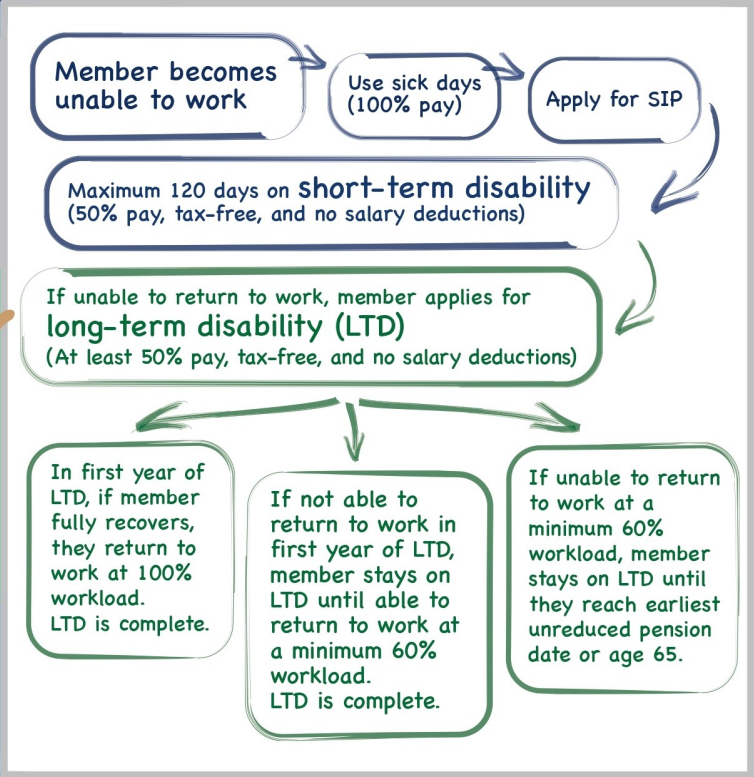 Member becomes
unable to work
Use sick days
(100% pay)
Apply for SIP
Maximum 120 days on short-term disability
(50% pay, tax-free, and no salary deductions)
If unable to return to work, member applies for
long-term disability (LTD)
(At least 50% pay, tax-free, and no salary deductions)
In first year of
LTD, if member
fully recovers,
they return to
work at 100%
workload.
LTD is complete.
If not able to
return to work in
first year of LTD,
member stays on
LTD until able to
return to work at
a minimum 60%
workload.
LTD is complete.
If unable to return
to work at a
minimum 60%
workload, member
stays on LTD until
they reach earliest
unreduced pension
date or age 65.